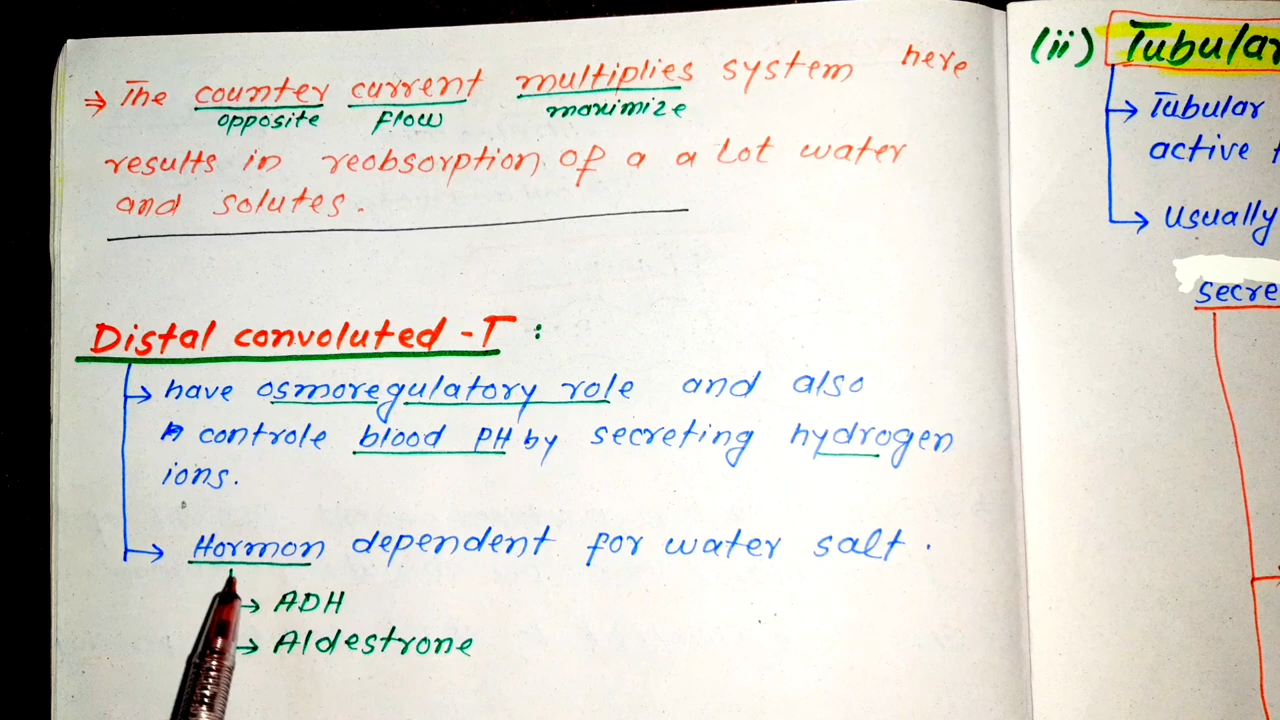 ⇒ The counter current multiplies system here
opposite flow maximize
results in reobsorption of a a lot water
and solutes.
Distal convoluted -T :
→ have osmoregulatory role and also
controle blood PH by secreting hydrogen
ions.
→ Hormon dependent for water salt.
→ ADH
→ Aldestrone
(ii) Tubular
→ Tubular
active
→ Usually
secre